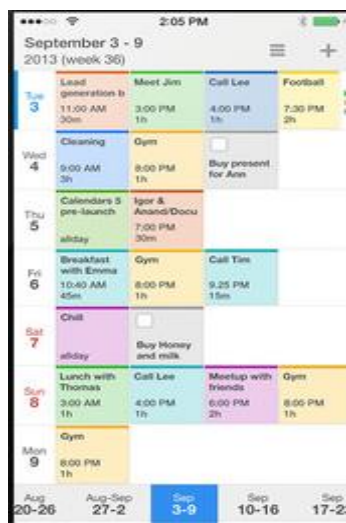 2:05 PM
September 3 - 9
2013 (week 36)
Tue
3
Lead
generation b
11:00 AM
30m
Meet Jim
3:00 PM
1h
Call Lee
4:00 PM
1h
Football
7:30 PM
2h
Wed
4
Cleaning
9:00 AM
3h
Gym
8:00 PM
1h
Buy present
for Ann
Thu
5
Calendars 5
pre-launch
allday
Igor &
Anand/Docu
7:00 PM
30m
Fri
6
Breakfast
with Emma
10:40 AM
45m
Gym
8:00 PM
1h
Call Tim
9:25 PM
15m
Sat
7
Chill
allday
Buy Honey
and milk
Sun
8
Lunch with
Thomas
3:00 AM
1h
Call Lee
4:00 PM
1h
Meetup with
friends
6:00 PM
2h
Gym
8:00 PM
1h
Mon
9
Gym
8:00 PM
1h
Aug
20-26
Aug-Sep
27-2
Sep
3-9
Sep
10-16
Sep